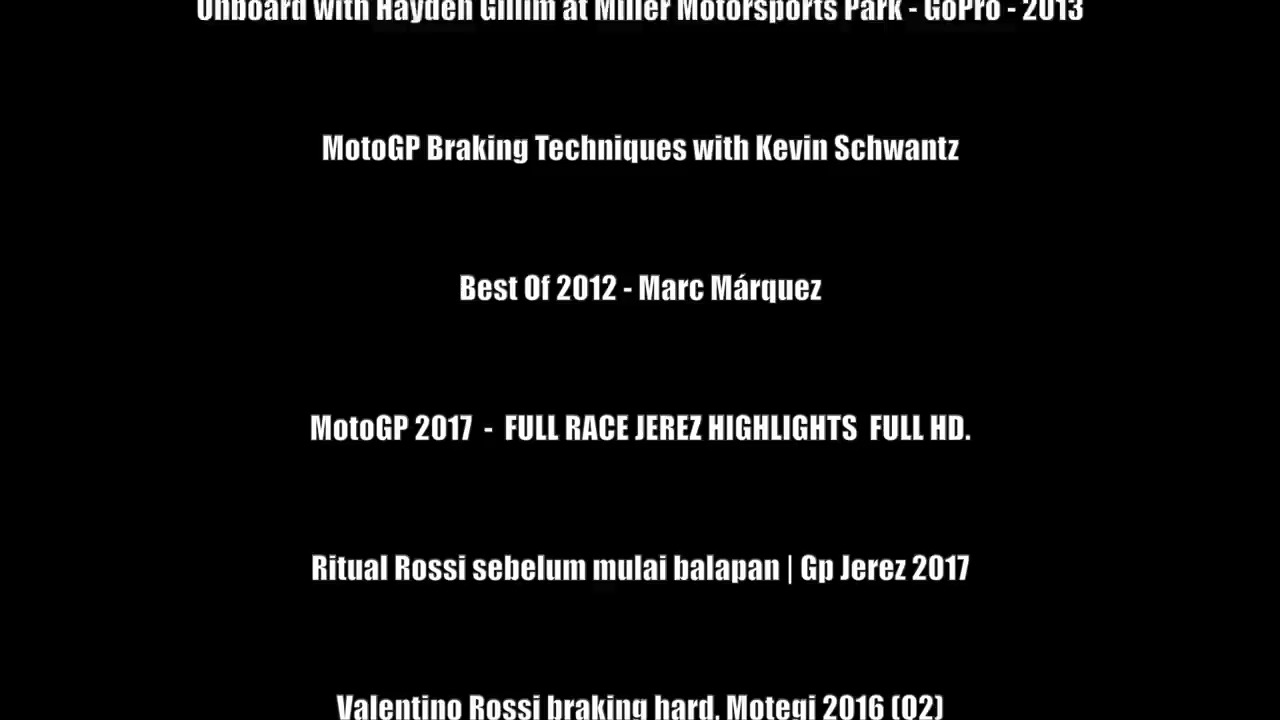 Onboard with Hayden Gillim at Miller Motorsports Park - GoPro - 2013
MotoGP Braking Techniques with Kevin Schwantz
Best Of 2012 - Marc Márquez
MotoGP 2017 - FULL RACE JEREZ HIGHLIGHTS FULL HD.
Ritual Rossi sebelum mulai balapan | Gp Jerez 2017
Valentino Rossi braking hard, Motegi 2016 (02)